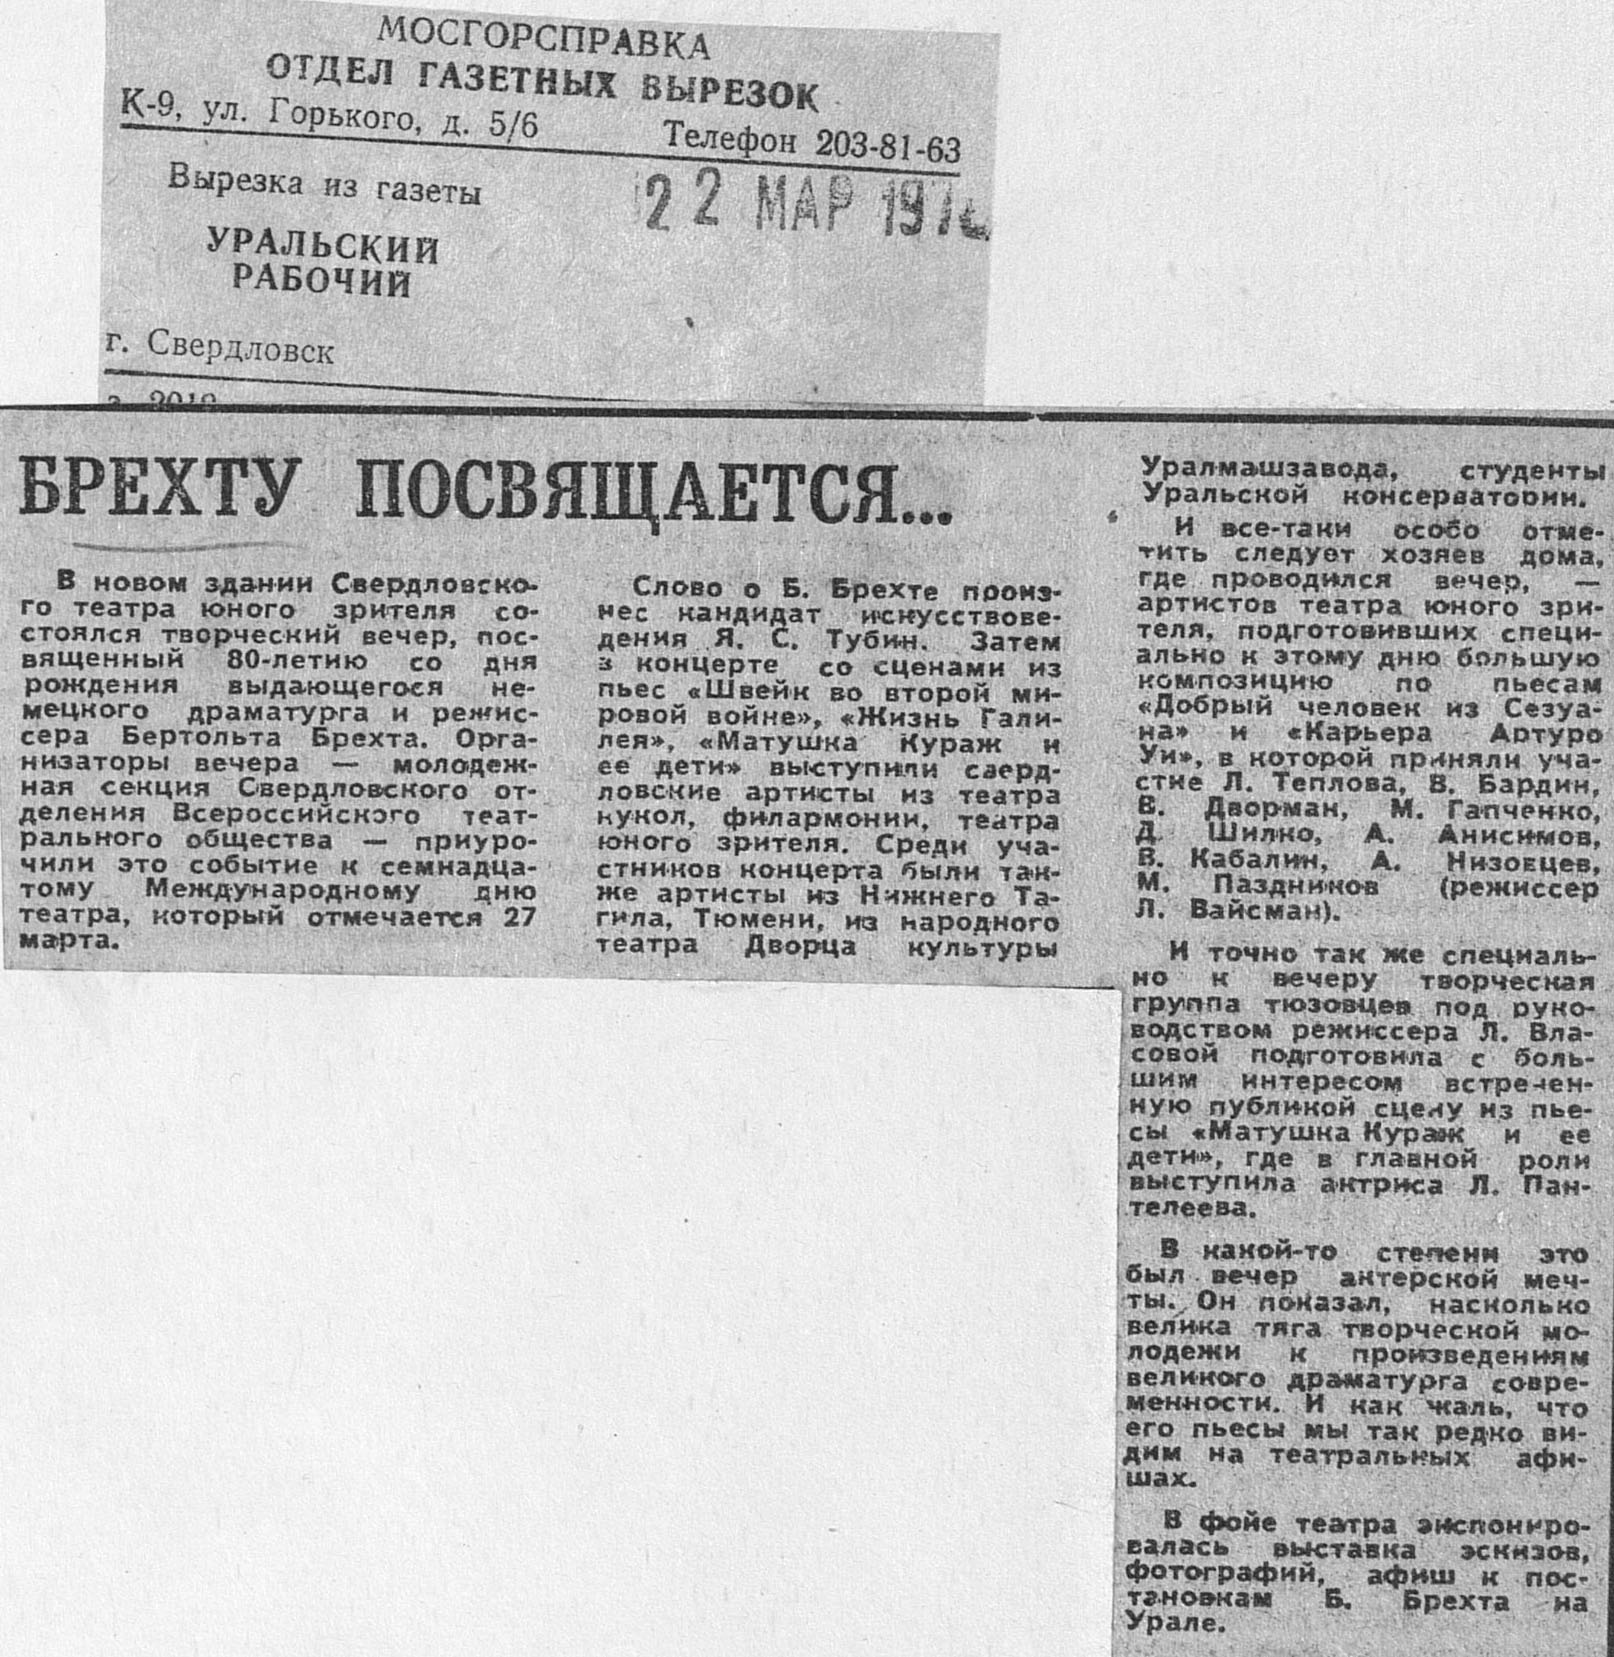 МОСГОРСПРАВКА
ОТДЕЛ ГАЗЕТНЫХ ВЫРЕЗОК
К-9, ул. Горького, д. 5/6 Телефон 203-81-63
Вырезка из газеты
22 МАР
УРАЛЬСКИЙ
РАБОЧИЙ
г. Свердловск
БРЕХТУ ПОСВЯЩАЕТСЯ...
В новом здании Свердловско-
го театра юного зрителя со-
стоялся творческий вечер, пос-
вященный 80-летию со дня
рождения выдающегося не-
мецкого драматурга и режис-
сера Бертольта Брехта. Орга-
низаторы вечера — молодеж-
ная секция Свердловского от-
деления Всероссийского теат-
рального общества — приуро-
чили это событие к семнадца-
тому Международному дню
театра, который отмечается 27
марта.
Слово о Б. Брехте произ-
нес кандидат искусствове-
дения Я. С. Тубин. Затем
в концерте со сценами из
пьес «Швейк во второй ми-
ровой войне», «Жизнь Гали-
лея», «Матушка Кураж и
ее дети» выступили сверд-
ловские артисты из театра
кукол, филармонии, театра
юного зрителя. Среди уча-
стников концерта были так-
же артисты из Нижнего Та-
гила, Тюмени, из народного
театра Дворца культуры
Уралмашзавода, студенты
Уральской консерватории.
И все-таки особо отме-
тить следует хозяев дома,
где проводился вечер, —
артистов театра юного зри-
теля, подготовивших специ-
ально к этому дню большую
композицию по пьесам
«Добрый человек из Сезуа-
на» и «Карьера Артуро
Уи», в которой приняли уча-
стие Л. Теплова, В. Бардин,
В. Дворман, М. Гапченко,
Д. Шилко, А. Анисимов,
В. Кабалин, А. Низовцев,
М. Паздников (режиссер
Л. Вайсман).
И точно так же специаль-
но к вечеру творческая
группа тюзовцев под руко-
водством режиссера Л. Вла-
совой подготовила с боль-
шим интересом встречен-
ную публикой сцену из пье-
сы «Матушка Кураж и ее
дети», где в главной роли
выступила актриса Л. Пан-
телеева.
В какой-то степени это
был вечер актерской меч-
ты. Он показал, насколько
велика тяга творческой мо-
лодежи к произведениям
великого драматурга совре-
менности. И как жаль, что
его пьесы мы так редко ви-
дим на театральных афи-
шах.
В фойе театра экспониро-
валась выставка эскизов,
фотографий, афиш к пос-
тановкам Б. Брехта на
Урале.